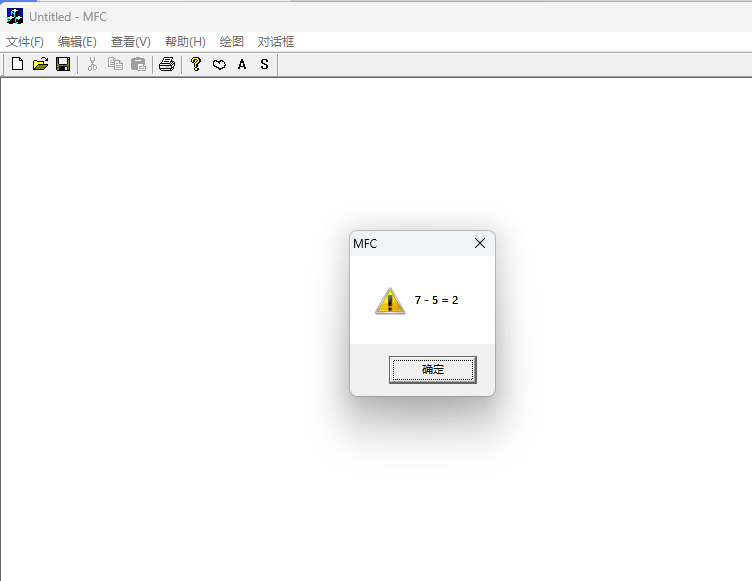 Untitled - MFC
文件(F) 编辑(E) 查看(V) 帮助(H) 绘图 对话框
A S
MFC
7 - 5 = 2
确定